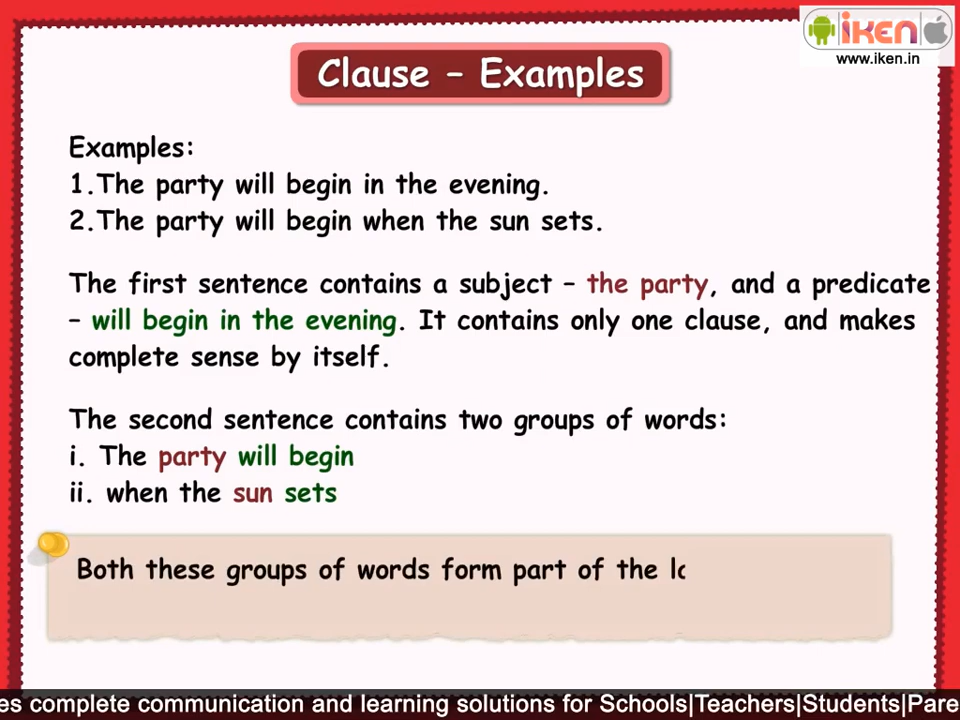 iKEN
www.iken.in
Clause – Examples
Examples:
1.The party will begin in the evening.
2.The party will begin when the sun sets.
The first sentence contains a subject – the party, and a predicate
– will begin in the evening. It contains only one clause, and makes
complete sense by itself.
The second sentence contains two groups of words:
i. The party will begin
ii. when the sun sets
Both these groups of words form part of the
complete communication and learning solutions for Schools|Teachers|Students|